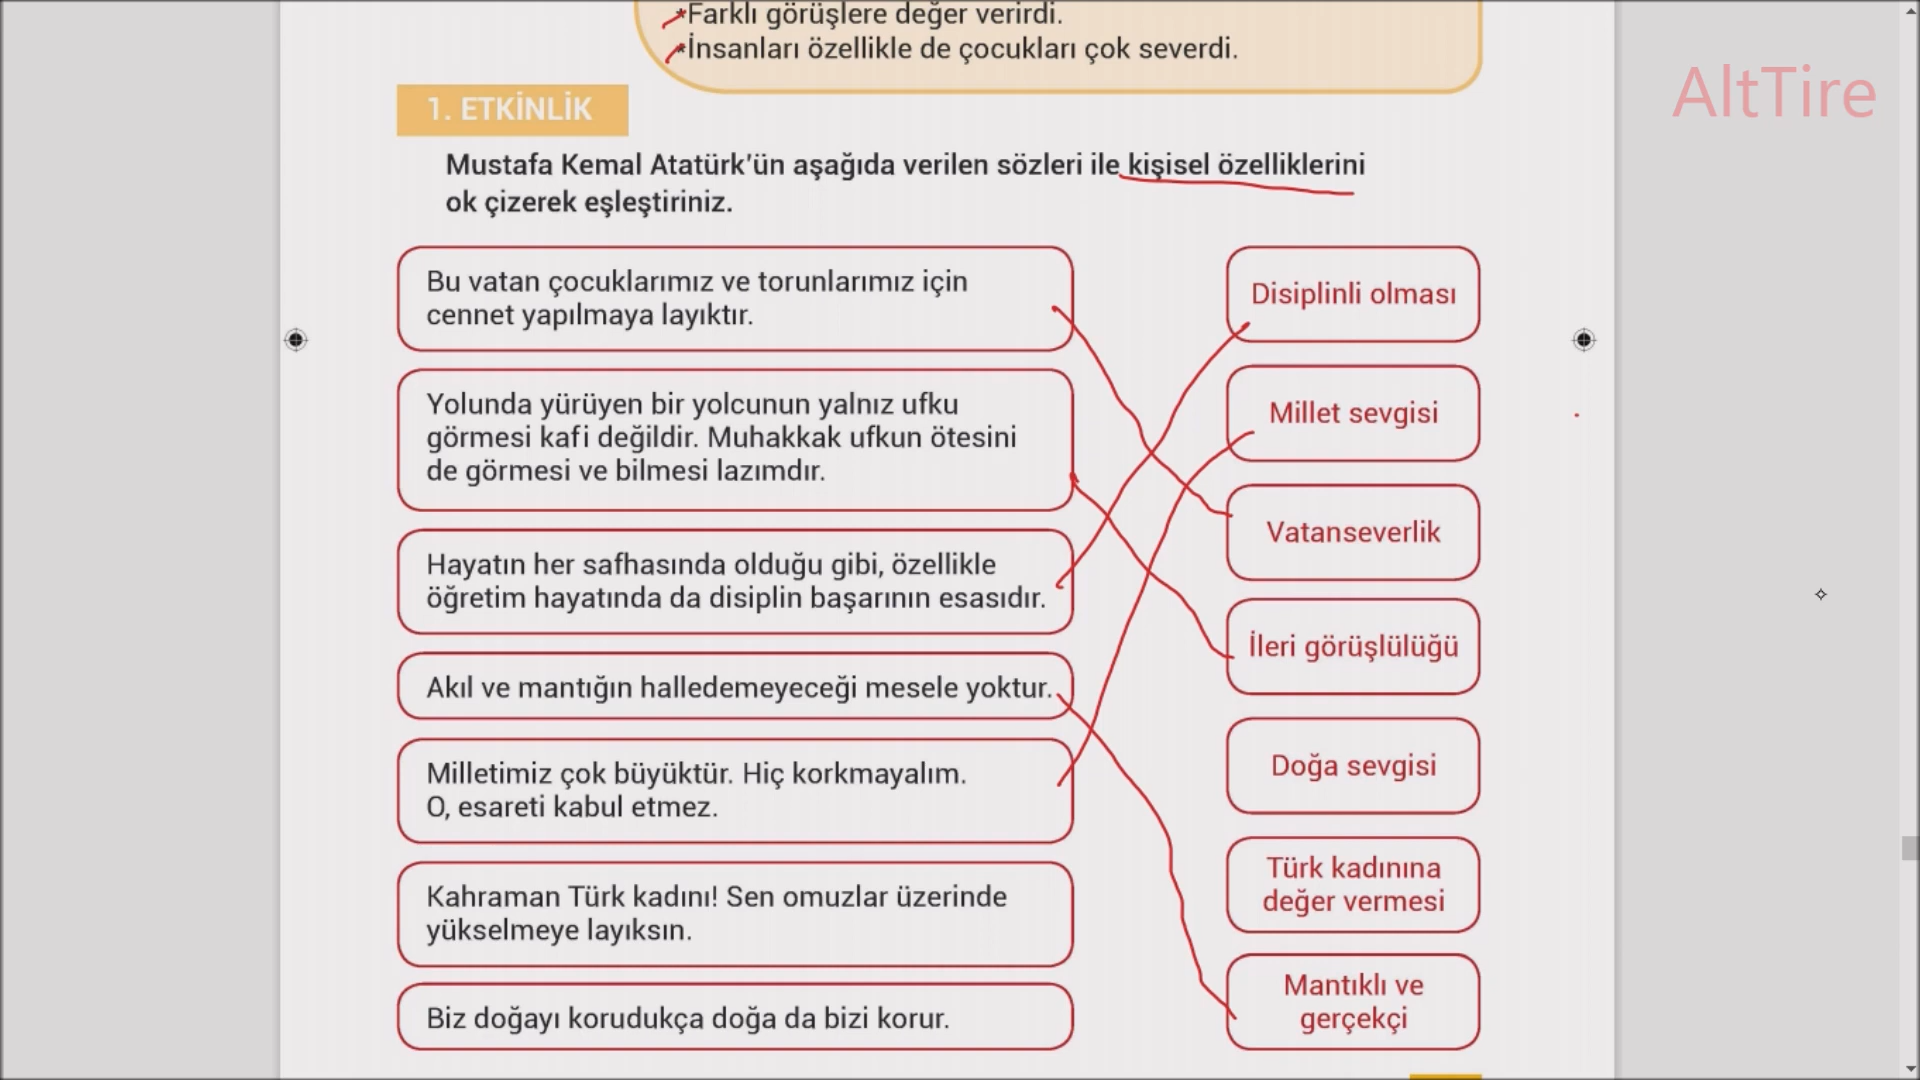 *Farklı görüşlere değer verirdi.
*İnsanları özellikle de çocukları çok severdi.
AltTire
1. ETKİNLİK
Mustafa Kemal Atatürk'ün aşağıda verilen sözleri ile kişisel özelliklerini
ok çizerek eşleştiriniz.
Bu vatan çocuklarımız ve torunlarımız için
cennet yapılmaya layıktır.
Yolunda yürüyen bir yolcunun yalnız ufku
görmesi kafi değildir. Muhakkak ufkun ötesini
de görmesi ve bilmesi lazımdır.
Hayatın her safhasında olduğu gibi, özellikle
öğretim hayatında da disiplin başarının esasıdır.
Akıl ve mantığın halledemeyeceği mesele yoktur.
Milletimiz çok büyüktür. Hiç korkmayalım.
O, esareti kabul etmez.
Kahraman Türk kadını! Sen omuzlar üzerinde
yükselmeye layıksın.
Biz doğayı korudukça doğa da bizi korur.
Disiplinli olması
Millet sevgisi
Vatanseverlik
İleri görüşlülüğü
Doğa sevgisi
Türk kadınına
değer vermesi
Mantıklı ve
gerçekçi